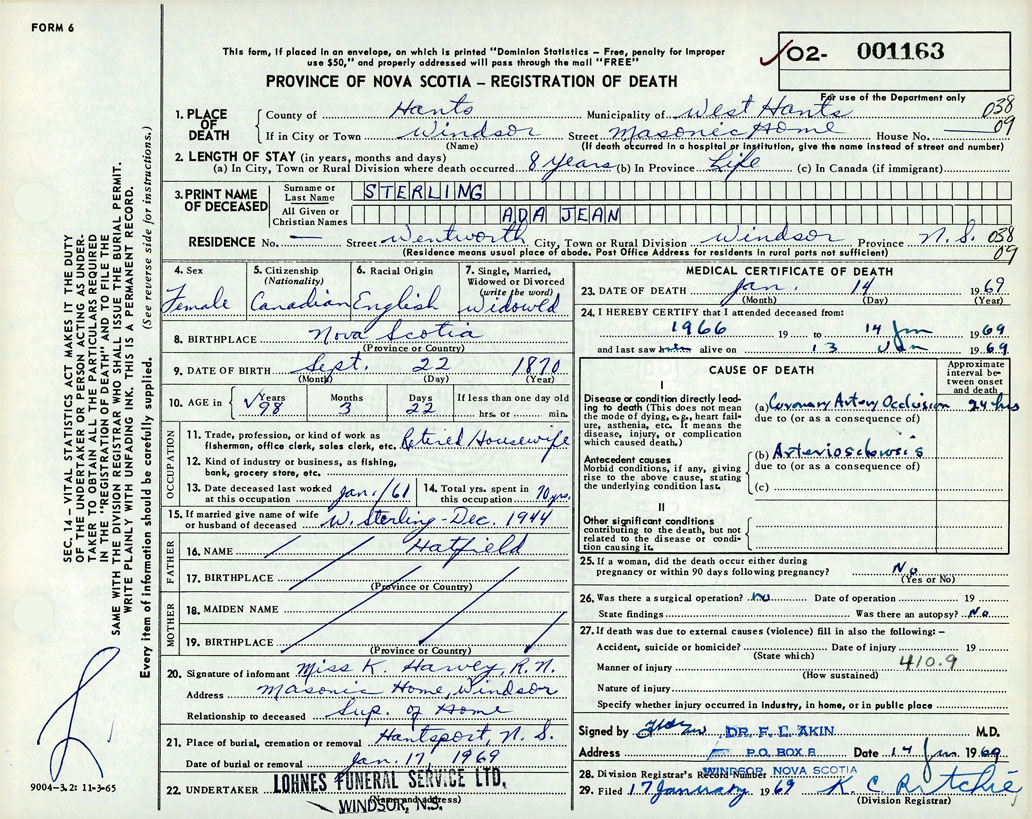 FORM 6
This form, if placed in an envelope, on which is printed "Dominion Statistics – Free, penalty for improper
use $50," and properly addressed will pass through the mail "FREE"
PROVINCE OF NOVA SCOTIA – REGISTRATION OF DEATH
02- 001163
For use of the Department only
038
09
1. PLACE OF DEATH
County of Hants Municipality of West Hants
If in City or Town Windsor Street Masonic Home House No.
(Name) (If death occurred in a hospital or institution, give the name instead of street and number)
2. LENGTH OF STAY (in years, months and days)
(a) In City, Town or Rural Division where death occurred 8 years (b) In Province Life (c) In Canada (if immigrant)
3. PRINT NAME OF DECEASED
Surname or Last Name STERLING
All Given or Christian Names ADA JEAN
RESIDENCE No. — Street Wentworth City, Town or Rural Division Windsor Province N.S. 038
09
(Residence means usual place of abode. Post Office Address for residents in rural parts not sufficient)
4. Sex
Female
5. Citizenship
(Nationality)
Canadian
6. Racial Origin
English
7. Single, Married,
Widowed or Divorced
(write the word)
Widowed
8. BIRTHPLACE Nova Scotia
(Province or Country)
9. DATE OF BIRTH Sept. 22 1870
(Month) (Day) (Year)
10. AGE in Years 98 Months 3 Days 22 If less than one day old
hrs. or min.
OCCUPATION
11. Trade, profession, or kind of work as
fisherman, office clerk, sales clerk, etc. Retired Housewife
12. Kind of industry or business, as fishing,
bank, grocery store, etc.
13. Date deceased last worked
at this occupation Jan./61
14. Total yrs. spent in
this occupation 70 yrs.
15. If married give name of wife
or husband of deceased W. Sterling - Dec. 1944
FATHER
16. NAME Hatfield
17. BIRTHPLACE
(Province or Country)
MOTHER
18. MAIDEN NAME
19. BIRTHPLACE
(Province or Country)
20. Signature of informant Miss K. Harvey, R.N.
Address Masonic Home, Windsor
Relationship to deceased Sup. of Home
21. Place of burial, cremation or removal Hantsport, N.S.
Date of burial or removal Jan. 17, 1969
22. UNDERTAKER LOHNES FUNERAL SERVICE LTD,
(Name and address)
WINDSOR, N.S.
MEDICAL CERTIFICATE OF DEATH
23. DATE OF DEATH Jan. 14 1969
(Month) (Day) (Year)
24. I HEREBY CERTIFY that I attended deceased from:
1966 19 to 14 Jan 1969
and last saw alive on 13 Jan 1969
CAUSE OF DEATH
Approximate interval between onset and death
I
Disease or condition directly leading
to death (This does not mean
the mode of dying, e.g., heart failure,
asthenia, etc. It means the
disease, injury, or complication
which caused death.)
(a) Coronary Artery Occlusion 24 hrs
due to (or as a consequence of)
Antecedent causes
Morbid conditions, if any, giving
rise to the above cause, stating
the underlying condition last.
(b) Arteriosclerosis
due to (or as a consequence of)
(c)
II
Other significant conditions
contributing to the death, but not
related to the disease or condition
causing it.
25. If a woman, did the death occur either during
pregnancy or within 90 days following pregnancy? No
(Yes or No)
26. Was there a surgical operation? No Date of operation 19
State findings Was there an autopsy? No
27. If death was due to external causes (violence) fill in also the following: –
Accident, suicide or homicide? Date of injury 19
(State which)
Manner of injury 410.9
(How sustained)
Nature of injury
Specify whether injury occurred in industry, in home, or in public place
Signed by DR. F. L. AKIN M.D.
Address P.O. BOX 8 Date 14 Jan 1969
WINDSOR, NOVA SCOTIA
28. Division Registrar's Record Number
29. Filed 17 January 1969 K. C. Ritchie
(Division Registrar)
SEC. 14 – VITAL STATISTICS ACT MAKES IT THE DUTY
OF THE UNDERTAKER OR PERSON ACTING AS UNDERTAKER
TO OBTAIN ALL THE PARTICULARS REQUIRED
IN THE "REGISTRATION OF DEATH" AND TO FILE THE
SAME WITH THE DIVISION REGISTRAR WHO SHALL ISSUE THE BURIAL PERMIT.
WRITE PLAINLY WITH UNFADING INK. THIS IS A PERMANENT RECORD.
Every item of information should be carefully supplied. (See reverse side for instructions.)
9004-3.2: 11-3-65